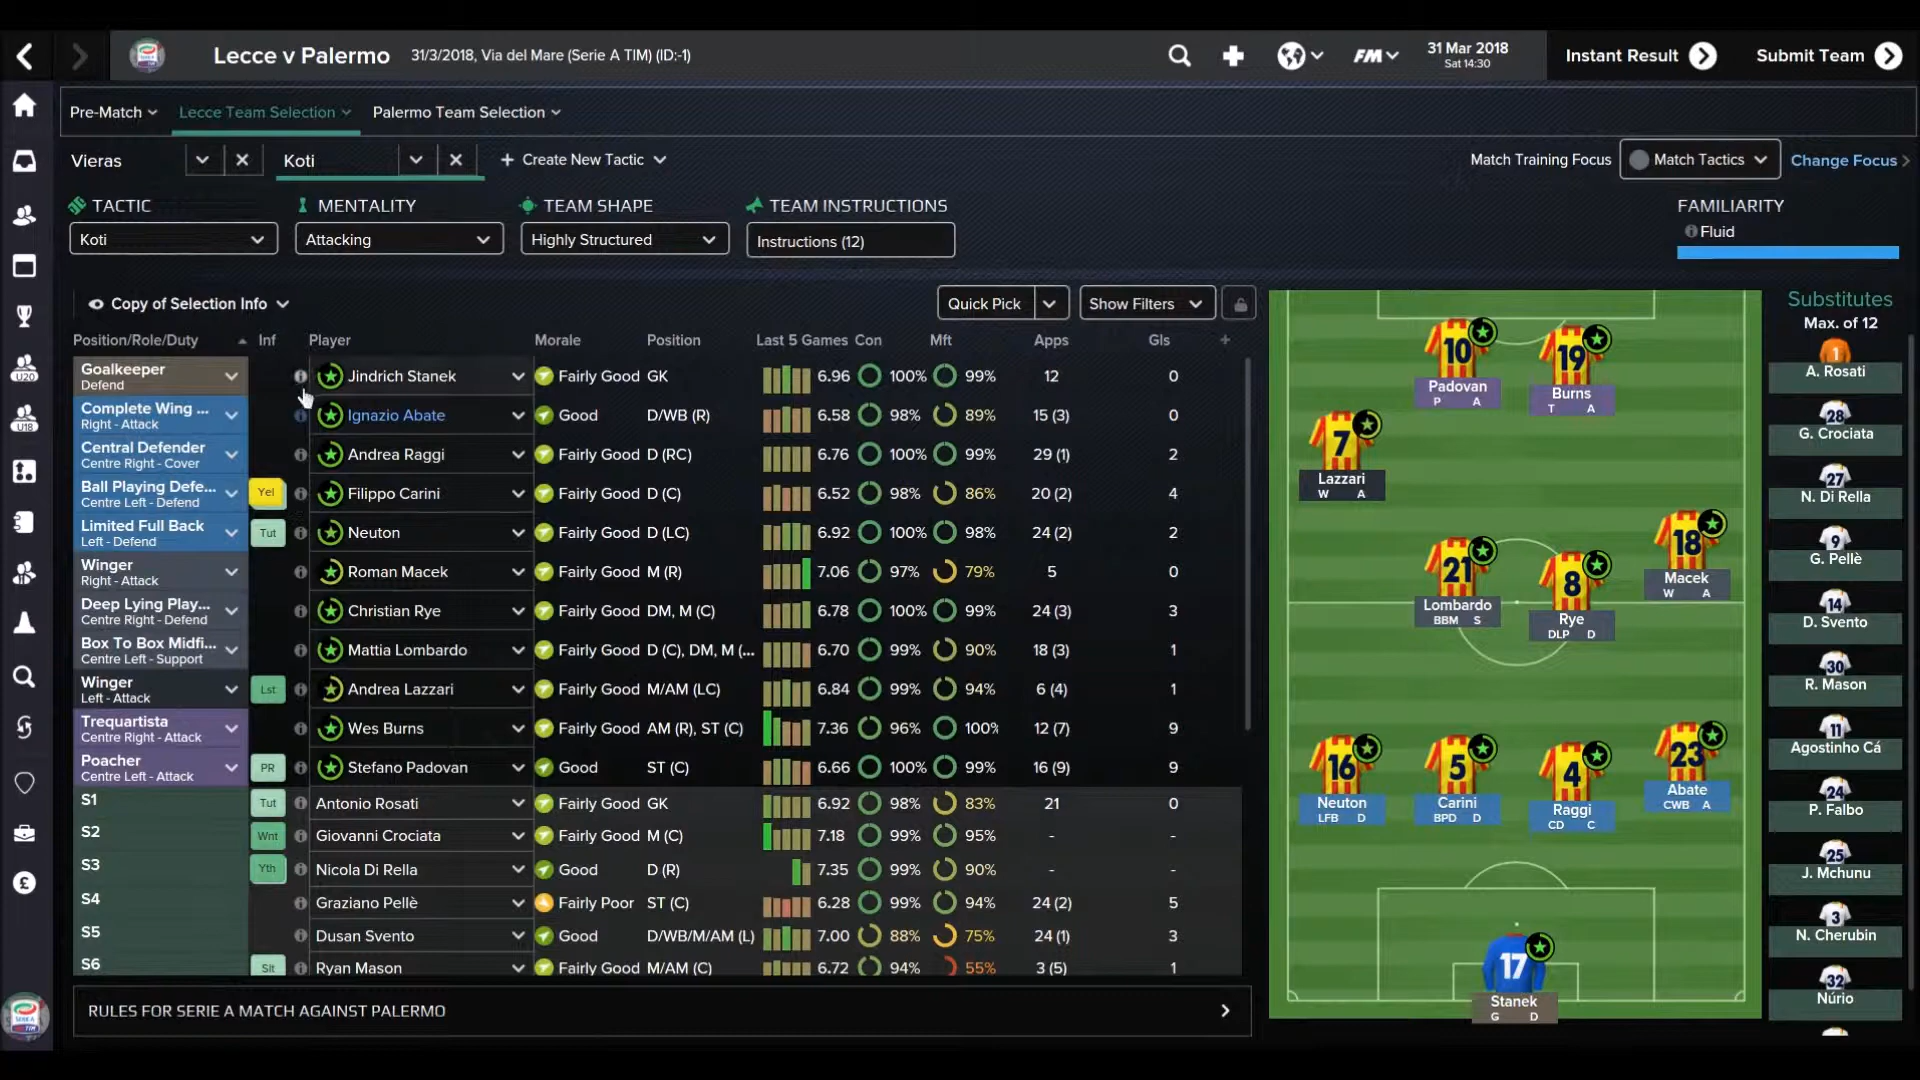 Lecce v Palermo
31/3/2018, Via del Mare (Serie A TIM) (ID:-1)
FM
31 Mar 2018
Sat 14:30
Instant Result
Submit Team
Pre-Match
Lecce Team Selection
Palermo Team Selection
Vieras
Koti
+ Create New Tactic
Match Training Focus
Match Tactics
Change Focus
TACTIC
MENTALITY
TEAM SHAPE
TEAM INSTRUCTIONS
FAMILIARITY
Koti
Attacking
Highly Structured
Instructions (12)
Fluid
Copy of Selection Info
Quick Pick
Show Filters
Position/Role/Duty Inf Player Morale Position Last 5 Games Con Mft Apps Gls +
Goalkeeper
Defend
Jindrich Stanek Fairly Good GK 6.96 100% 99% 12 0
Complete Wing ...
Right - Attack
Ignazio Abate Good D/WB (R) 6.58 98% 89% 15 (3) 0
Central Defender
Centre Right - Cover
Andrea Raggi Fairly Good D (RC) 6.76 100% 99% 29 (1) 2
Ball Playing Defe...
Centre Left - Defend
Yel Filippo Carini Fairly Good D (C) 6.52 98% 86% 20 (2) 4
Limited Full Back
Left - Defend
Tut Neuton Fairly Good D (LC) 6.92 100% 98% 24 (2) 2
Winger
Right - Attack
Roman Macek Fairly Good M (R) 7.06 97% 79% 5 0
Deep Lying Play...
Centre Right - Defend
Christian Rye Fairly Good DM, M (C) 6.78 100% 99% 24 (3) 3
Box To Box Midfi...
Centre Left - Support
Mattia Lombardo Fairly Good D (C), DM, M (... 6.70 99% 90% 18 (3) 1
Winger
Left - Attack
Lst Andrea Lazzari Fairly Good M/AM (LC) 6.84 99% 94% 6 (4) 1
Trequartista
Centre Right - Attack
Wes Burns Fairly Good AM (R), ST (C) 7.36 96% 100% 12 (7) 9
Poacher
Centre Left - Attack
PR Stefano Padovan Good ST (C) 6.66 100% 99% 16 (9) 9
S1 Tut Antonio Rosati Fairly Good GK 6.92 98% 83% 21 0
S2 Wnt Giovanni Crociata Fairly Good M (C) 7.18 99% 95% - -
S3 Yth Nicola Di Rella Good D (R) 7.35 99% 90% - -
S4 Graziano Pellè Fairly Poor ST (C) 6.28 99% 94% 24 (2) 5
S5 Dusan Svento Good D/WB/M/AM (L) 7.00 88% 75% 24 (1) 3
S6 Slt Ryan Mason Fairly Good M/AM (C) 6.72 94% 55% 3 (5) 1
RULES FOR SERIE A MATCH AGAINST PALERMO
10
Padovan
P A
19
Burns
T A
7
Lazzari
W A
18
Macek
W A
21
Lombardo
BBM S
8
Rye
DLP D
16
Neuton
LFB D
5
Carini
BPD D
4
Raggi
CD C
23
Abate
CWB A
17
Stanek
G D
Substitutes
Max. of 12
1
A. Rosati
28
G. Crociata
27
N. Di Rella
9
G. Pellè
14
D. Svento
30
R. Mason
11
Agostinho Cá
24
P. Falbo
25
J. Mchunu
3
N. Cherubin
32
Núrio
U20
U18